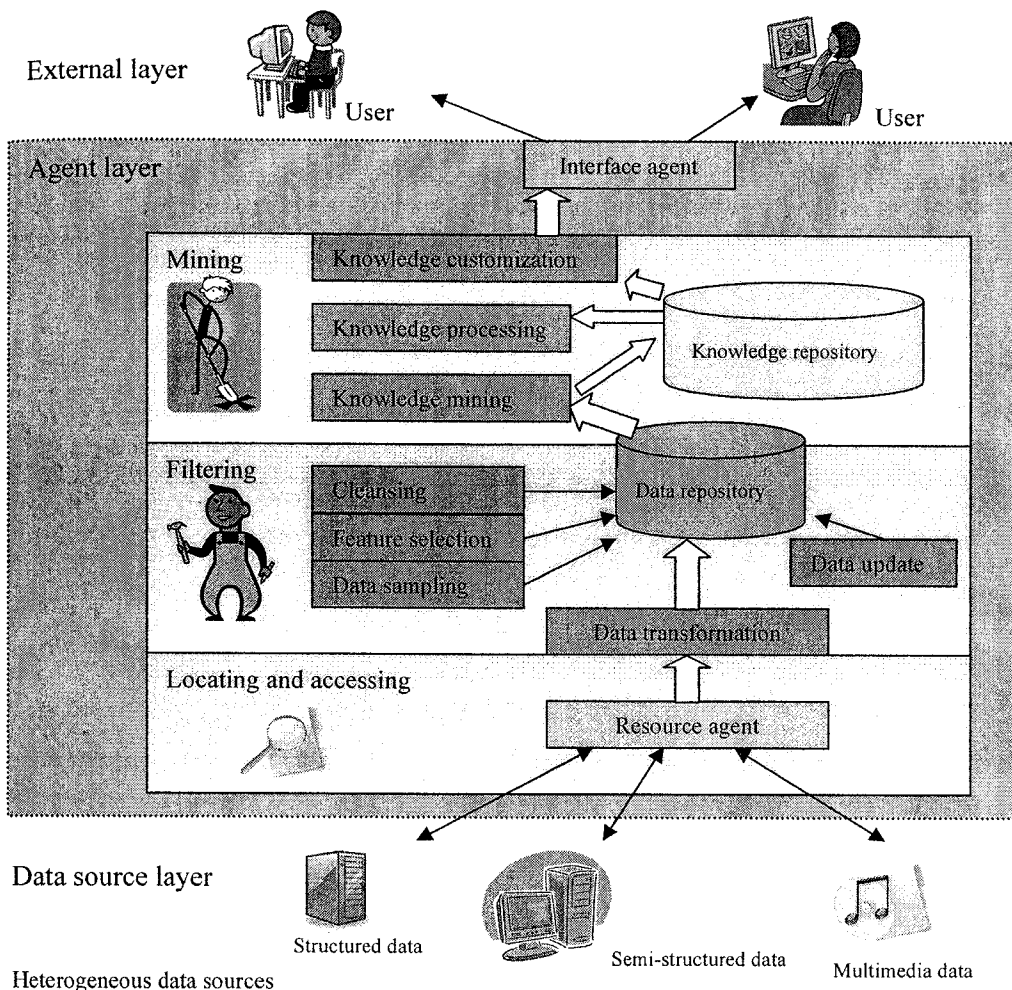 External layer
User
User
Agent layer
Interface agent
Mining
Knowledge customization
Knowledge processing
Knowledge repository
Knowledge mining
Filtering
Cleansing
Data repository
Feature selection
Data update
Data sampling
Data transformation
Locating and accessing
Resource agent
Data source layer
Structured data
Semi-structured data
Multimedia data
Heterogeneous data sources